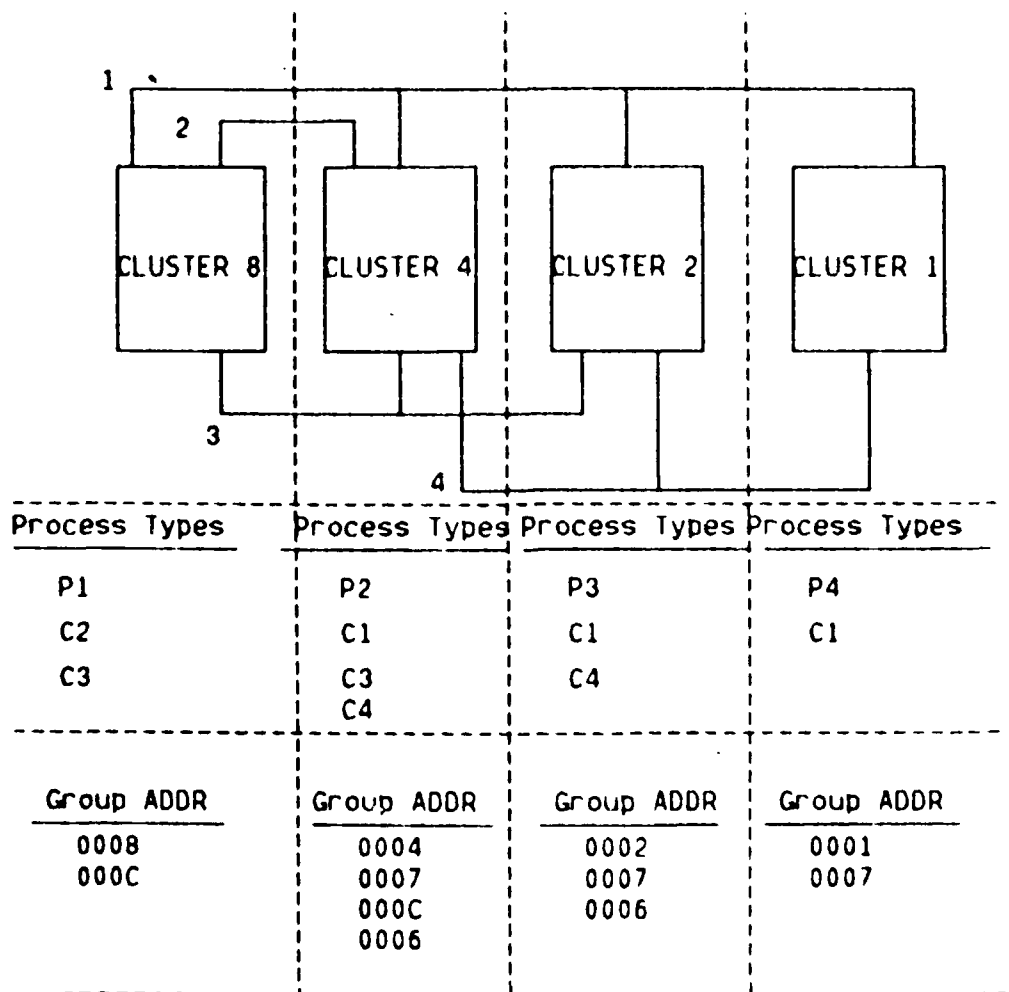 1
2
CLUSTER 8 CLUSTER 4 CLUSTER 2 CLUSTER 1
3
4
Process Types Process Types Process Types Process Types
P1 P2 P3 P4
C2 C1 C1 C1
C3 C3 C4
C4
Group ADDR Group ADDR Group ADDR Group ADDR
0008 0004 0002 0001
000C 0007 0007 0007
000C 0006
0006